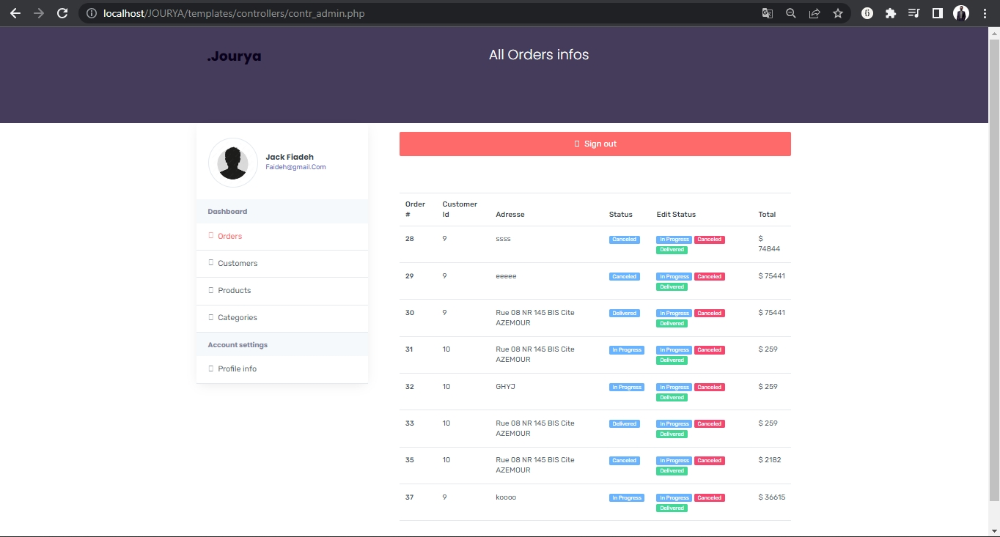 localhost/JOURYA/templates/controllers/contr_admin.php
.Jourya
All Orders infos
Jack Fiadeh
Faideh@gmail.Com
Dashboard
Orders
Customers
Products
Categories
Account settings
Profile info
Sign out
Order # Customer Id Adresse Status Edit Status Total
28 9 ssss Canceled In Progress Canceled $
Delivered 74844
29 9 eeeee Canceled In Progress Canceled $ 75441
Delivered
30 9 Rue 08 NR 145 BIS Cite Delivered In Progress Canceled $ 75441
AZEMOUR Delivered
31 10 Rue 08 NR 145 BIS Cite In Progress In Progress Canceled $ 259
AZEMOUR Delivered
32 10 GHYJ In Progress In Progress Canceled $ 259
Delivered
33 10 Rue 08 NR 145 BIS Cite Delivered In Progress Canceled $ 259
AZEMOUR Delivered
35 10 Rue 08 NR 145 BIS Cite Canceled In Progress Canceled $ 2182
AZEMOUR Delivered
37 9 koooo In Progress In Progress Canceled $ 36615
Delivered